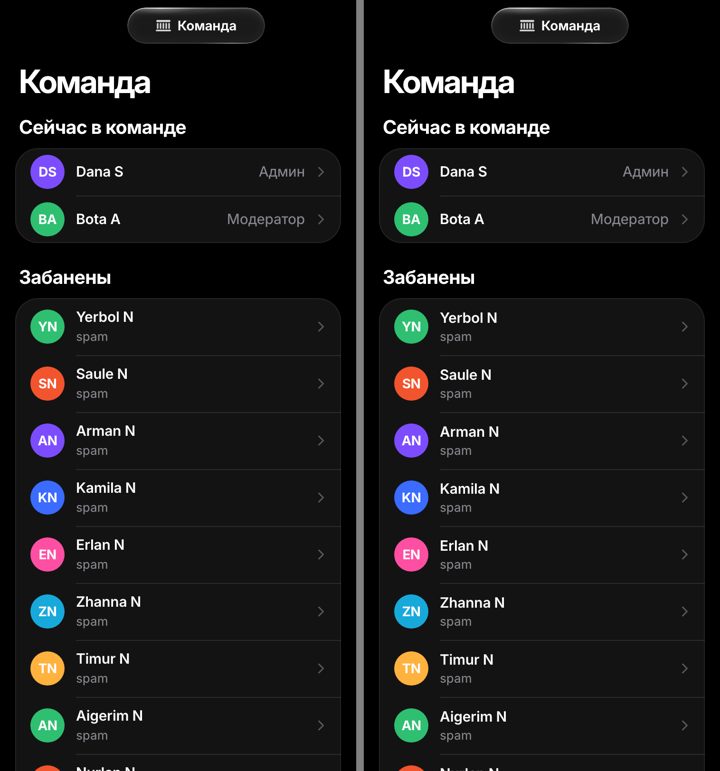 Команда
Команда
Сейчас в команде
DS Dana S Админ
BA Bota A Модератор
Забанены
YN Yerbol N
spam
SN Saule N
spam
AN Arman N
spam
KN Kamila N
spam
EN Erlan N
spam
ZN Zhanna N
spam
TN Timur N
spam
AN Aigerim N
spam
Команда
Команда
Сейчас в команде
DS Dana S Админ
BA Bota A Модератор
Забанены
YN Yerbol N
spam
SN Saule N
spam
AN Arman N
spam
KN Kamila N
spam
EN Erlan N
spam
ZN Zhanna N
spam
TN Timur N
spam
AN Aigerim N
spam